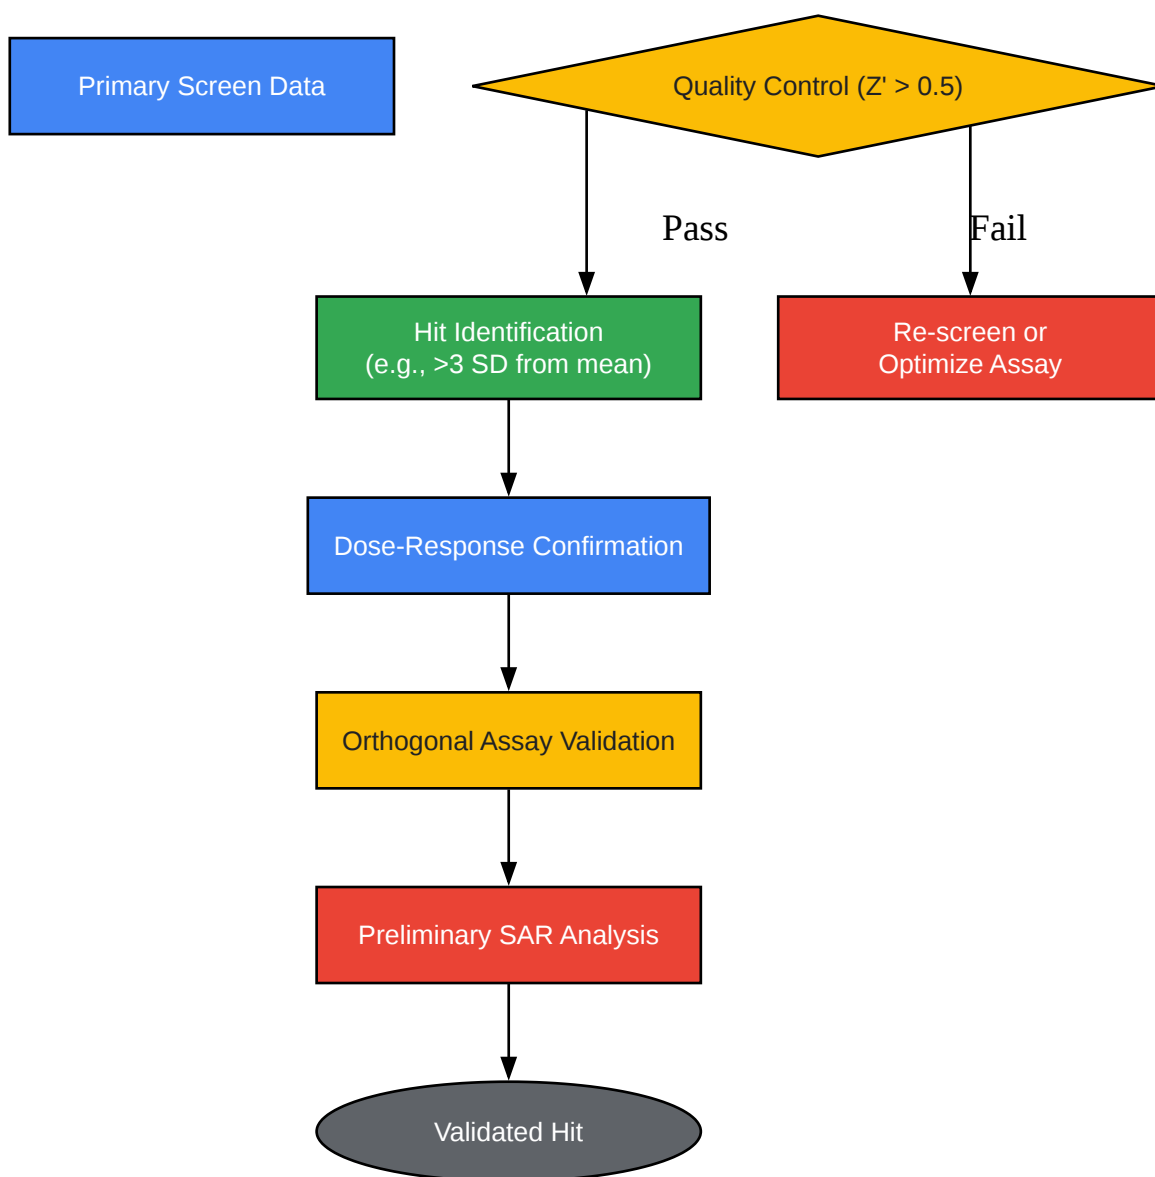 Primary Screen Data
Quality Control (Z' > 0.5)
Pass
Fail
Hit Identification
(e.g., >3 SD from mean)
Re-screen or
Optimize Assay
Dose-Response Confirmation
Orthogonal Assay Validation
Preliminary SAR Analysis
Validated Hit